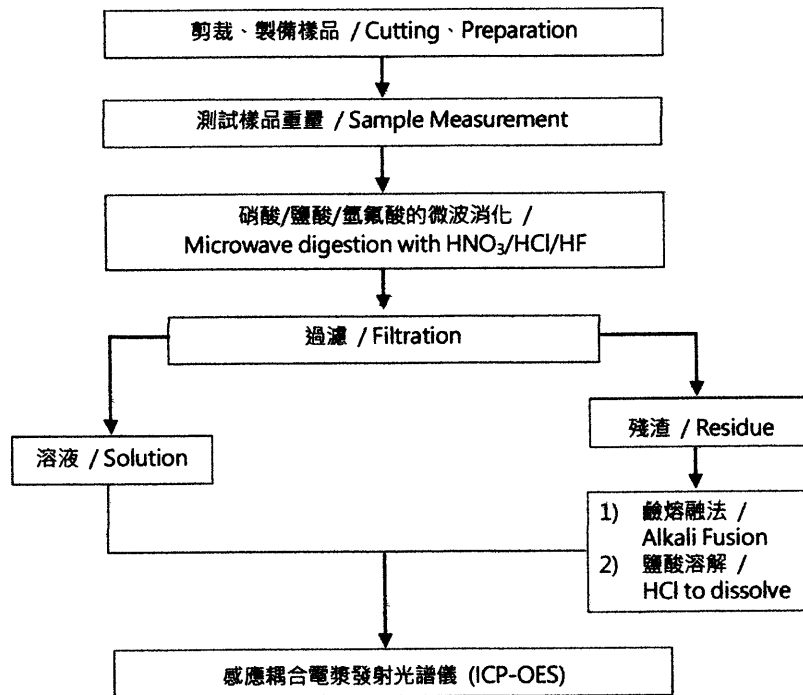 剪裁、製備樣品 / Cutting、Preparation
測試樣品重量 / Sample Measurement
硝酸/鹽酸/氫氟酸的微波消化 /
Microwave digestion with HNO₃/HCl/HF
過濾 / Filtration
溶液 / Solution
殘渣 / Residue
1) 鹼熔融法 /
Alkali Fusion
2) 鹽酸溶解 /
HCl to dissolve
感應耦合電漿發射光譜儀 (ICP-OES)